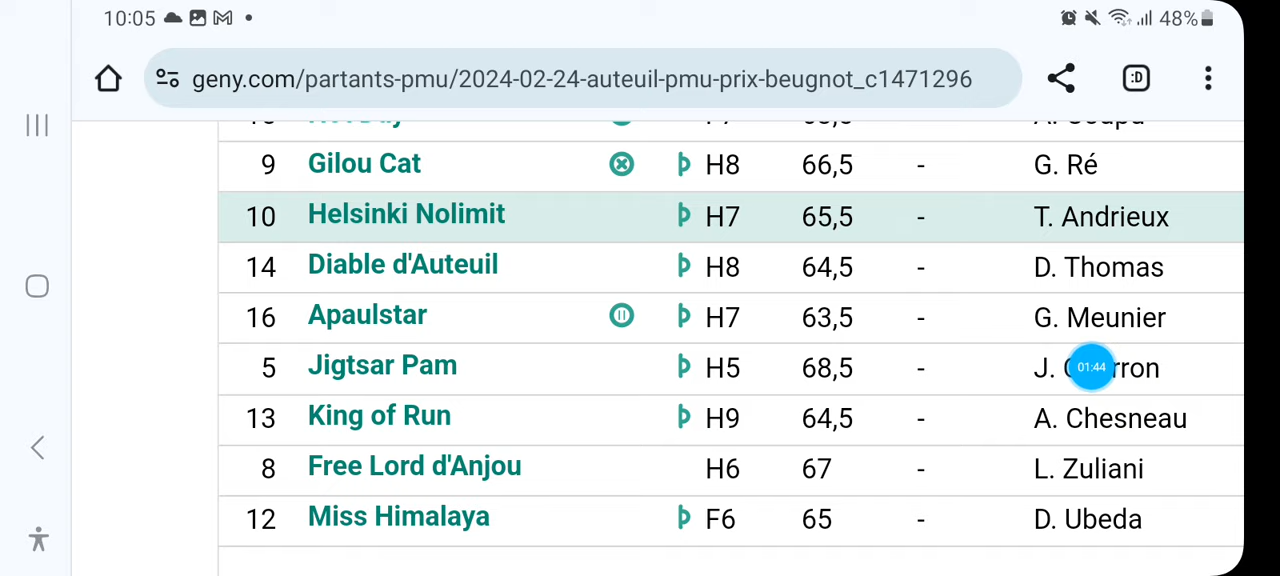 10:05 48%
geny.com/partants-pmu/2024-02-24-auteuil-pmu-prix-beugnot_c1471296
9 Gilou Cat H8 66,5 - G. Ré
10 Helsinki Nolimit H7 65,5 - T. Andrieux
14 Diable d'Auteuil H8 64,5 - D. Thomas
16 Apaulstar H7 63,5 - G. Meunier
5 Jigtsar Pam H5 68,5 - J. 01:44
13 King of Run H9 64,5 - A. Chesneau
8 Free Lord d'Anjou H6 67 - L. Zuliani
12 Miss Himalaya F6 65 - D. Ubeda